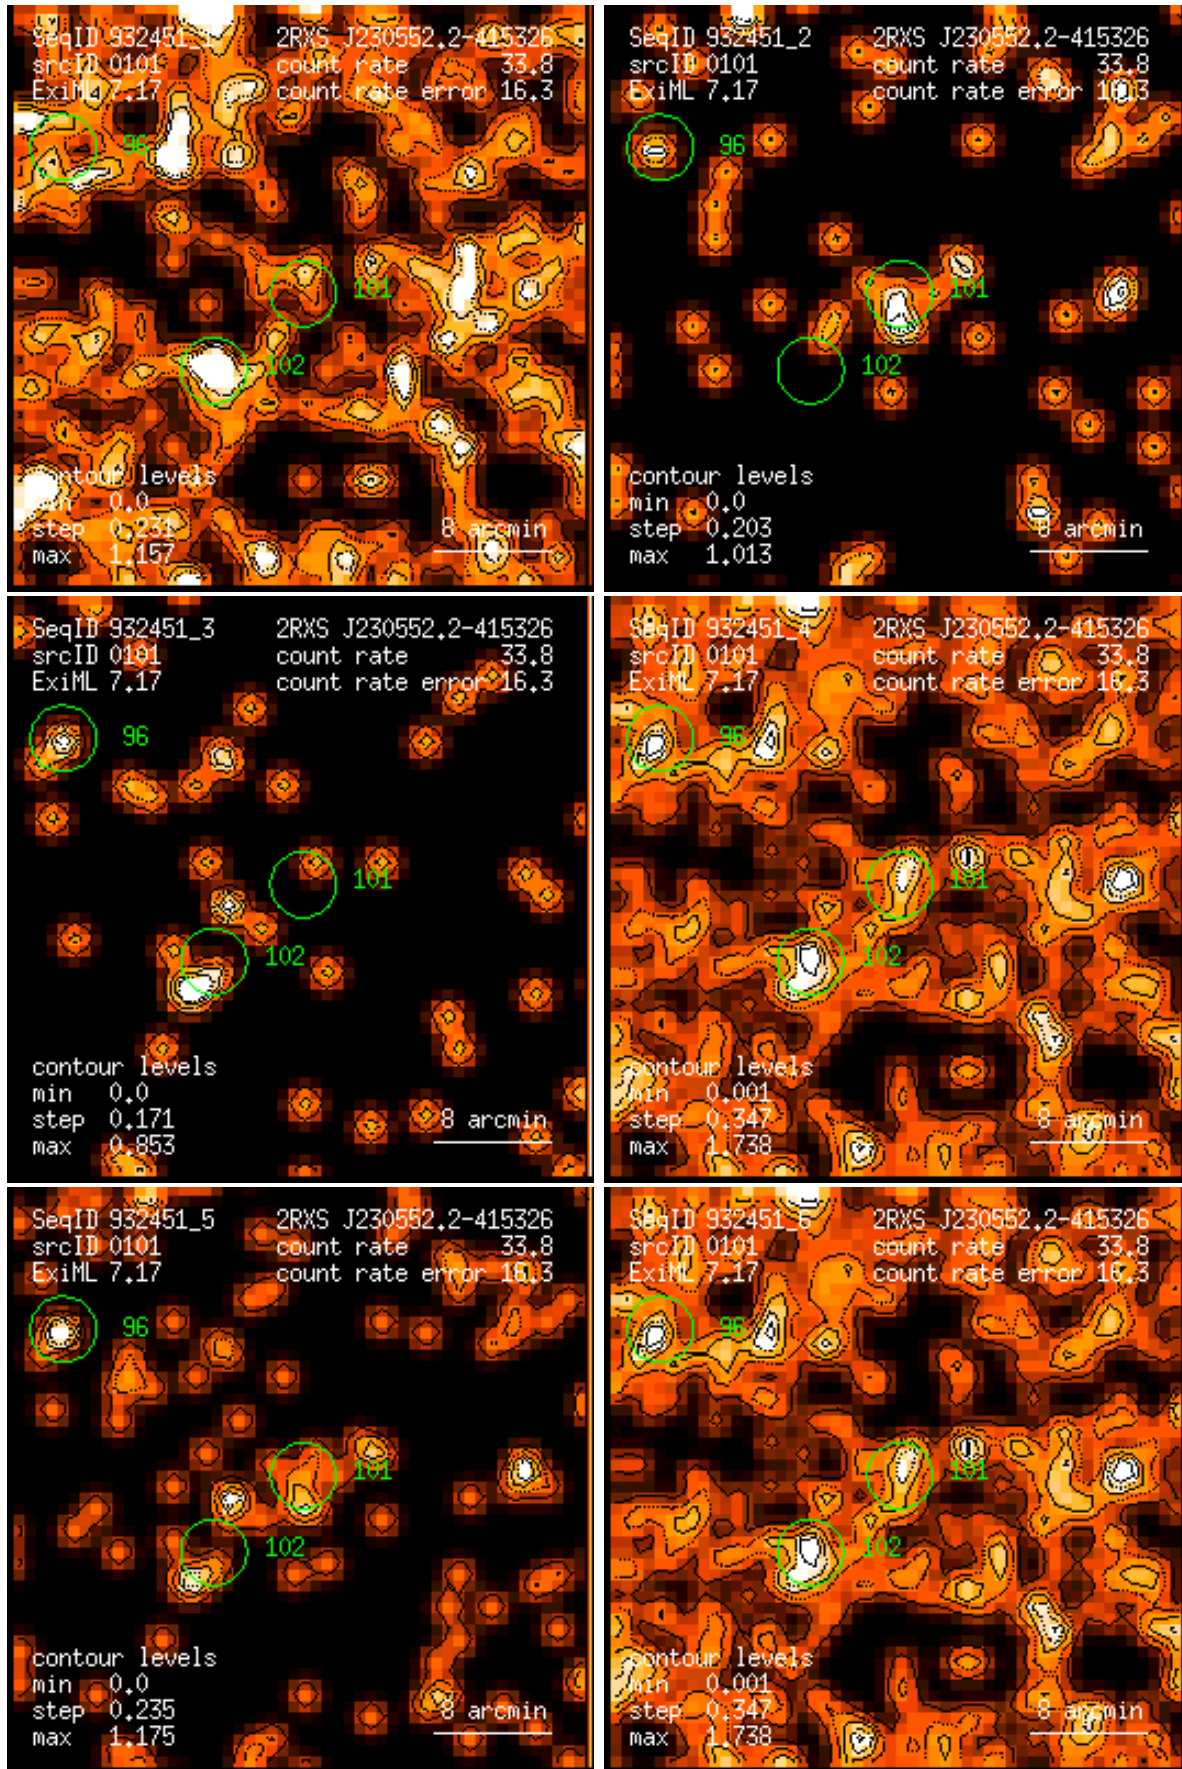 SeqID 932451_1 2RXS J230552.2-415326
srcID 0101 count rate 33.8
ExiML 7.17 count rate error 16.3
96
101
102
contour levels
min 0.0
step 0.231
max 1.157
8 arcmin
SeqID 932451_2 2RXS J230552.2-415326
srcID 0101 count rate 33.8
ExiML 7.17 count rate error 16.3
96
101
102
contour levels
min 0.0
step 0.203
max 1.013
8 arcmin
SeqID 932451_3 2RXS J230552.2-415326
srcID 0101 count rate 33.8
ExiML 7.17 count rate error 16.3
96
101
102
contour levels
min 0.0
step 0.171
max 0.853
8 arcmin
SeqID 932451_4 2RXS J230552.2-415326
srcID 0101 count rate 33.8
ExiML 7.17 count rate error 16.3
96
101
102
contour levels
min 0.001
step 0.347
max 1.738
8 arcmin
SeqID 932451_5 2RXS J230552.2-415326
srcID 0101 count rate 33.8
ExiML 7.17 count rate error 16.3
96
101
102
contour levels
min 0.0
step 0.235
max 1.175
8 arcmin
SeqID 932451_6 2RXS J230552.2-415326
srcID 0101 count rate 33.8
ExiML 7.17 count rate error 16.3
96
101
102
contour levels
min 0.001
step 0.347
max 1.738
8 arcmin